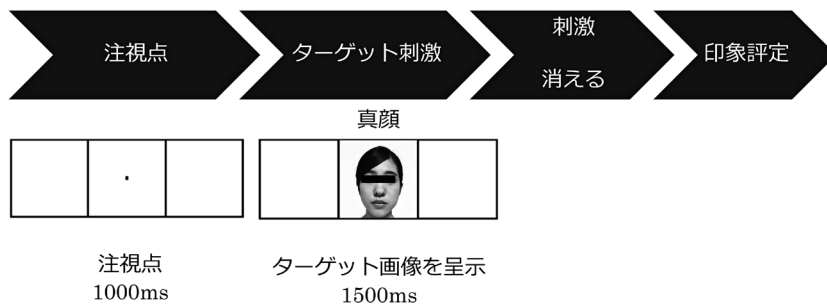 注視点
ターゲット刺激
刺激
消える
印象評定
真顔
注視点
1000ms
ターゲット画像を呈示
1500ms